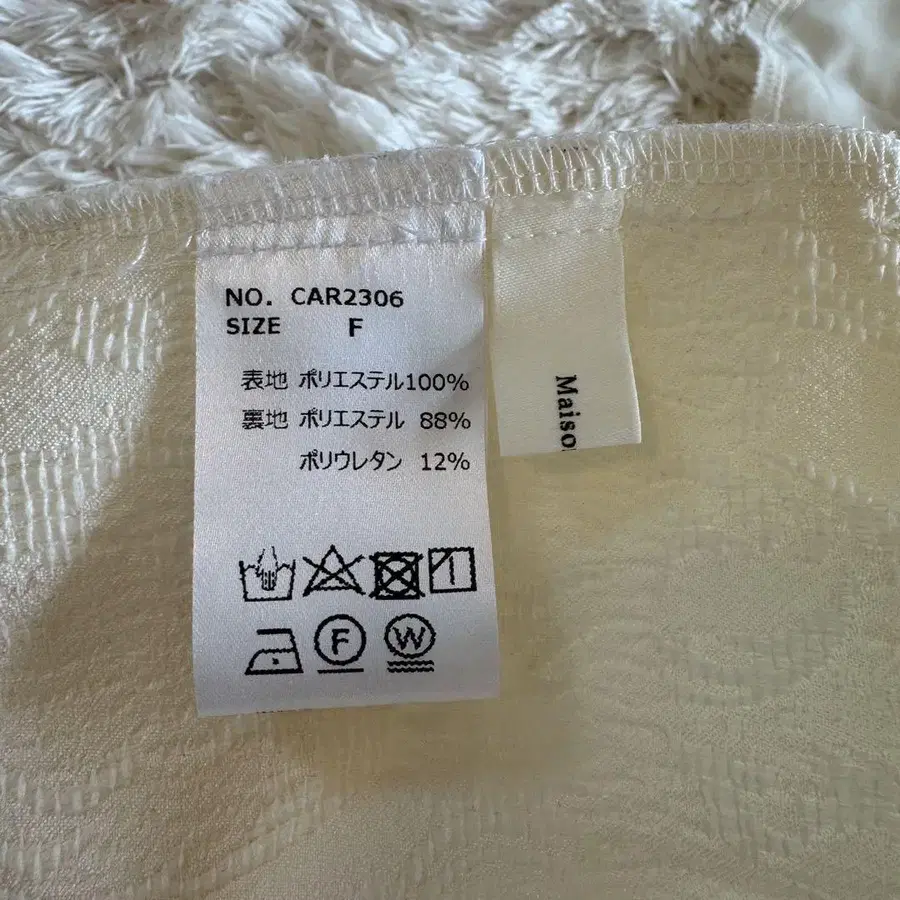 NO. CAR2306
SIZE F
表地 ポリエステル100%
裏地 ポリエステル 88%
ポリウレタン 12%
F
W
Maiso